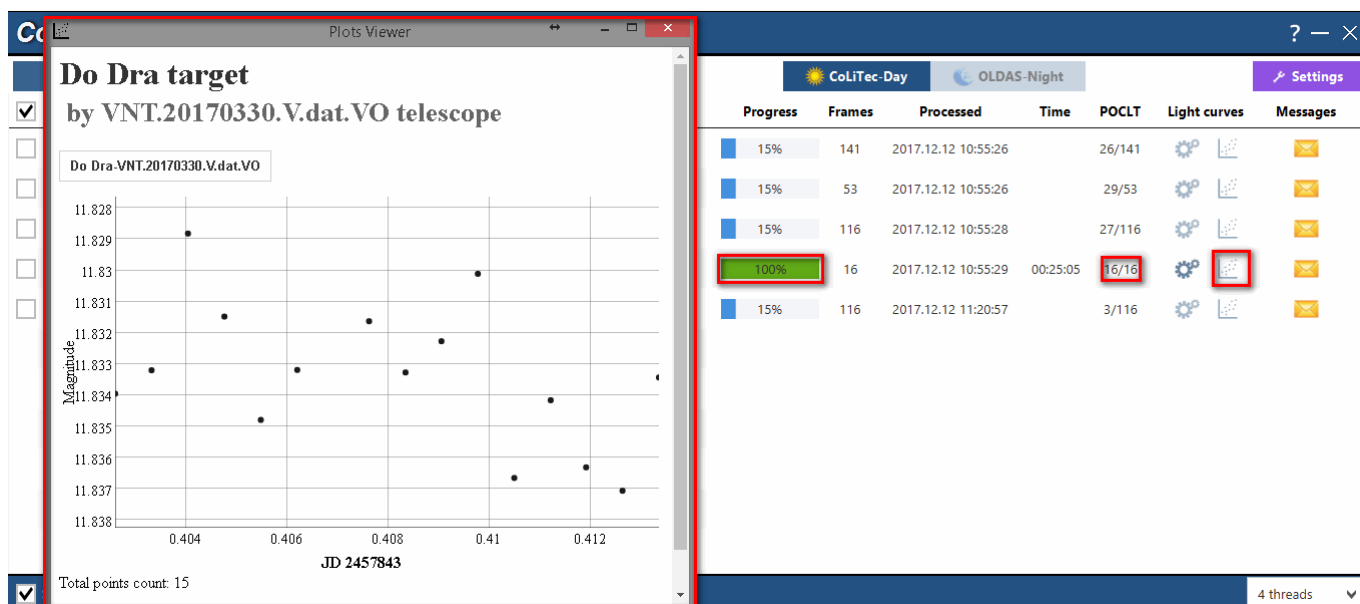 Co
Plots Viewer
? — ×
Do Dra target
by VNT.20170330.V.dat.VO telescope
Do Dra-VNT.20170330.V.dat.VO
11.828
11.829
11.83
11.831
11.832
11.833
11.834
11.835
11.836
11.837
11.838
Magnitude
0.404 0.406 0.408 0.41 0.412
JD 2457843
Total points count: 15
CoLiTec-Day OLDAS-Night Settings
Progress Frames Processed Time POCLT Light curves Messages
15% 141 2017.12.12 10:55:26 26/141
15% 53 2017.12.12 10:55:26 29/53
15% 116 2017.12.12 10:55:28 27/116
100% 16 2017.12.12 10:55:29 00:25:05 16/16
15% 116 2017.12.12 11:20:57 3/116
4 threads